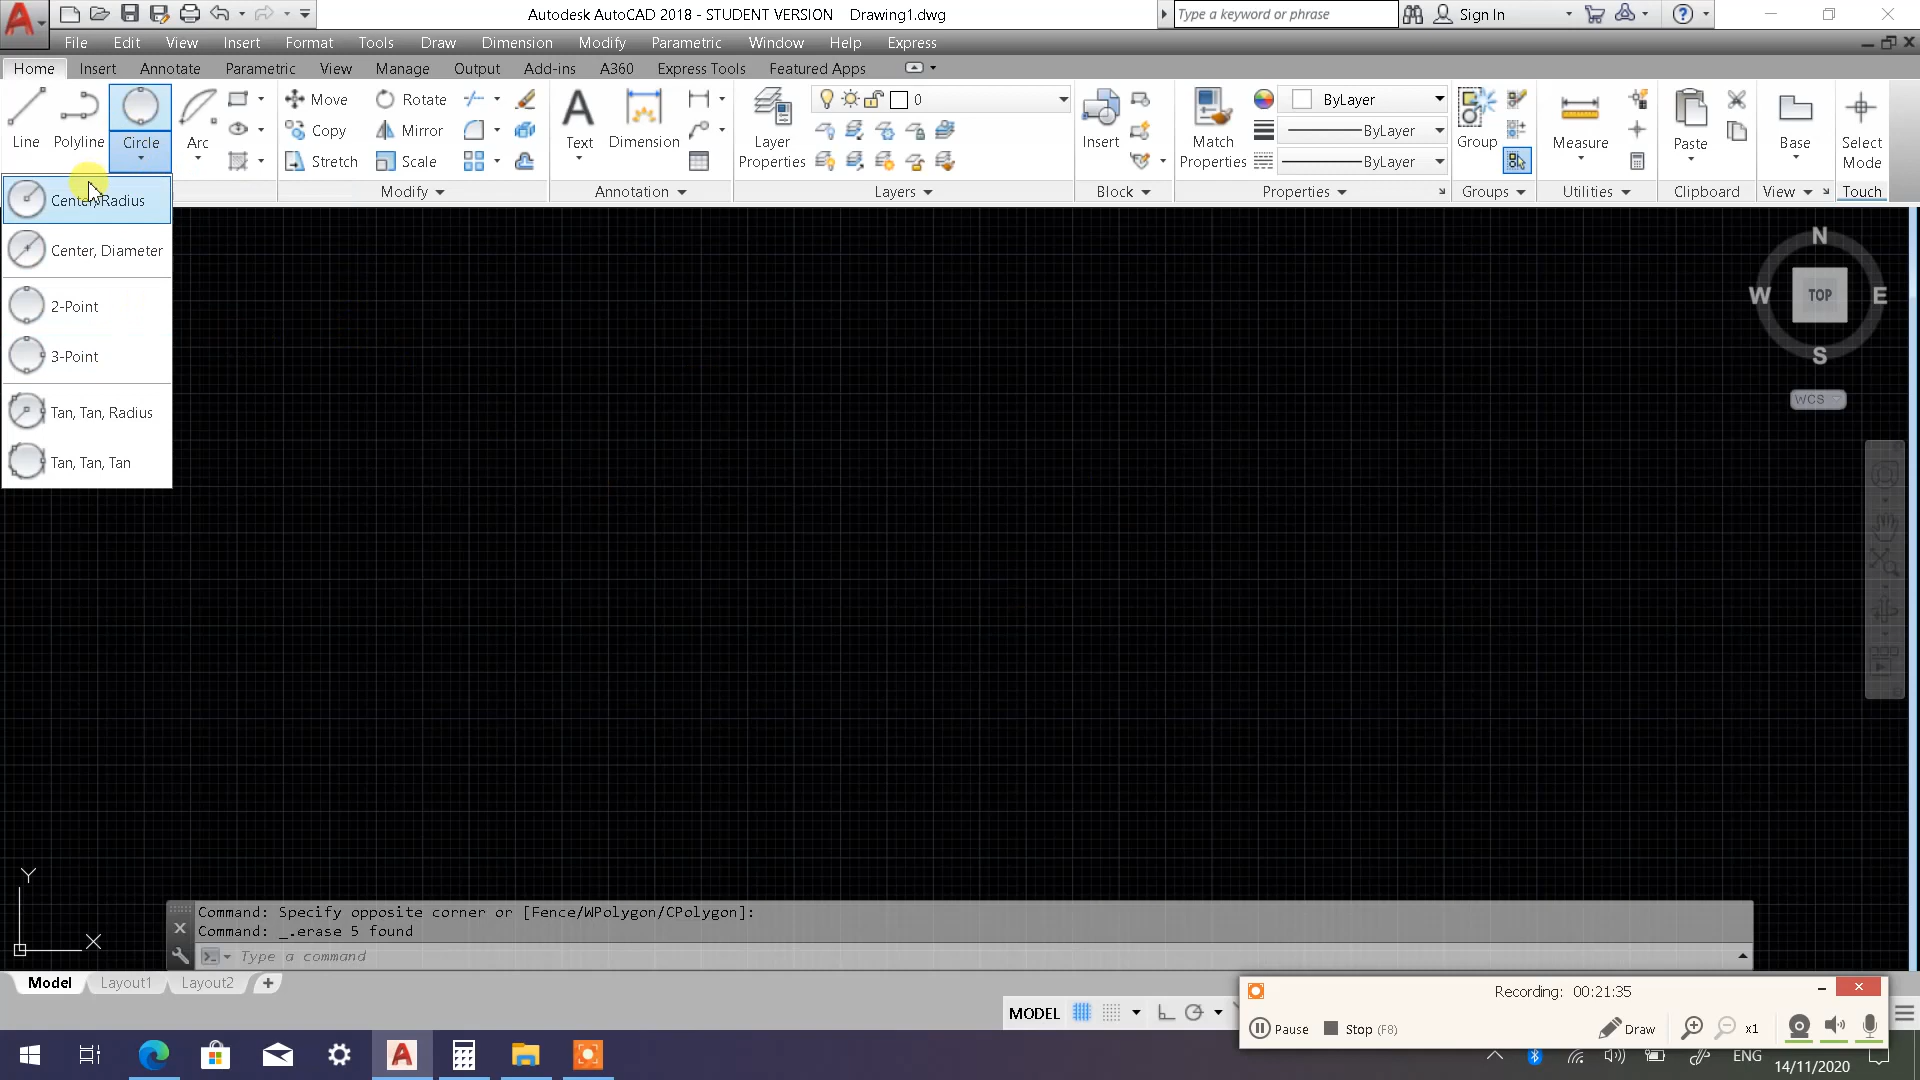 Autodesk AutoCAD 2018 - STUDENT VERSION Drawing1.dwg
Type a keyword or phrase
Sign In
File Edit View Insert Format Tools Draw Dimension Modify Parametric Window Help Express
Home Insert Annotate Parametric View Manage Output Add-ins A360 Express Tools Featured Apps
Line Polyline Circle Arc
Move Rotate
Copy Mirror
Stretch Scale
Text Dimension
Layer Properties
0
Insert
Match Properties
ByLayer
ByLayer
ByLayer
Group
Measure
Paste
Base
Select Mode
Modify Annotation Layers Block Properties Groups Utilities Clipboard View Touch
Center, Radius
Center, Diameter
2-Point
3-Point
Tan, Tan, Radius
Tan, Tan, Tan
N
W TOP E
S
WCS
Y
X
Command: Specify opposite corner or [Fence/WPolygon/CPolygon]:
Command: _.erase 5 found
Type a command
Model Layout1 Layout2
MODEL
Recording: 00:21:35
Pause Stop (F8) Draw x1
ENG
14/11/2020